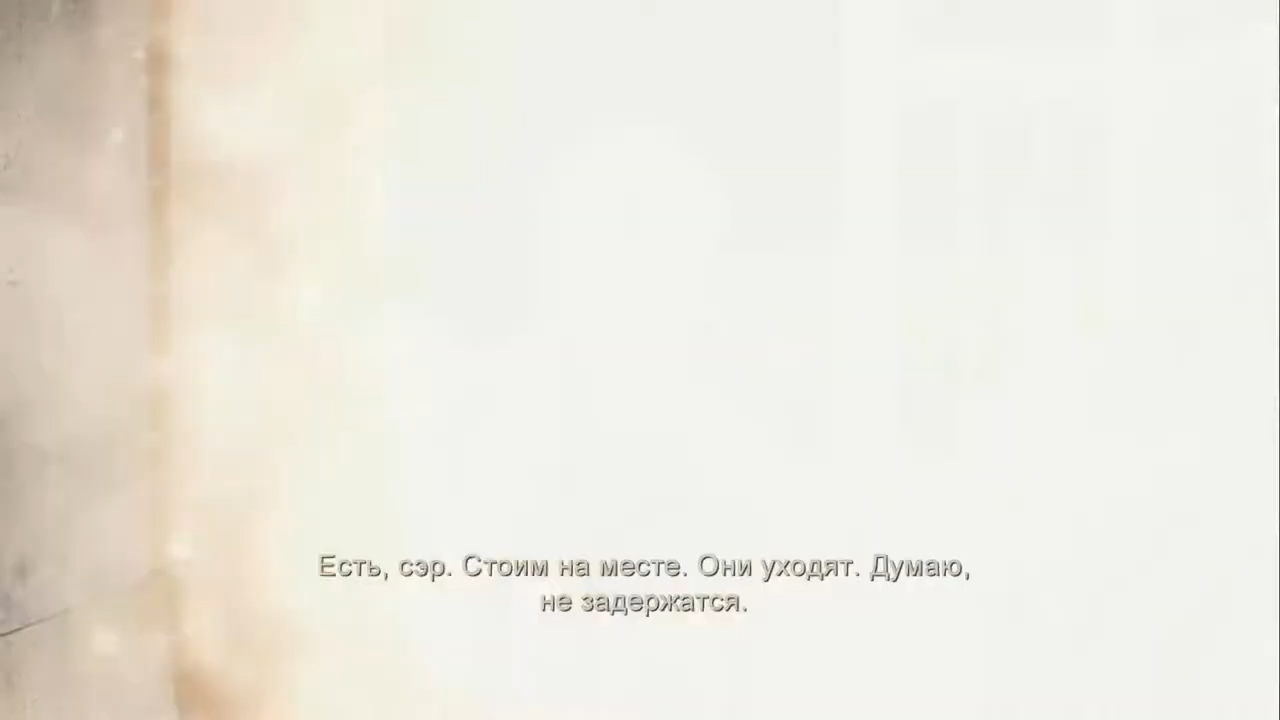 Есть, сэр. Стоим на месте. Они уходят. Думаю,
не задержатся.